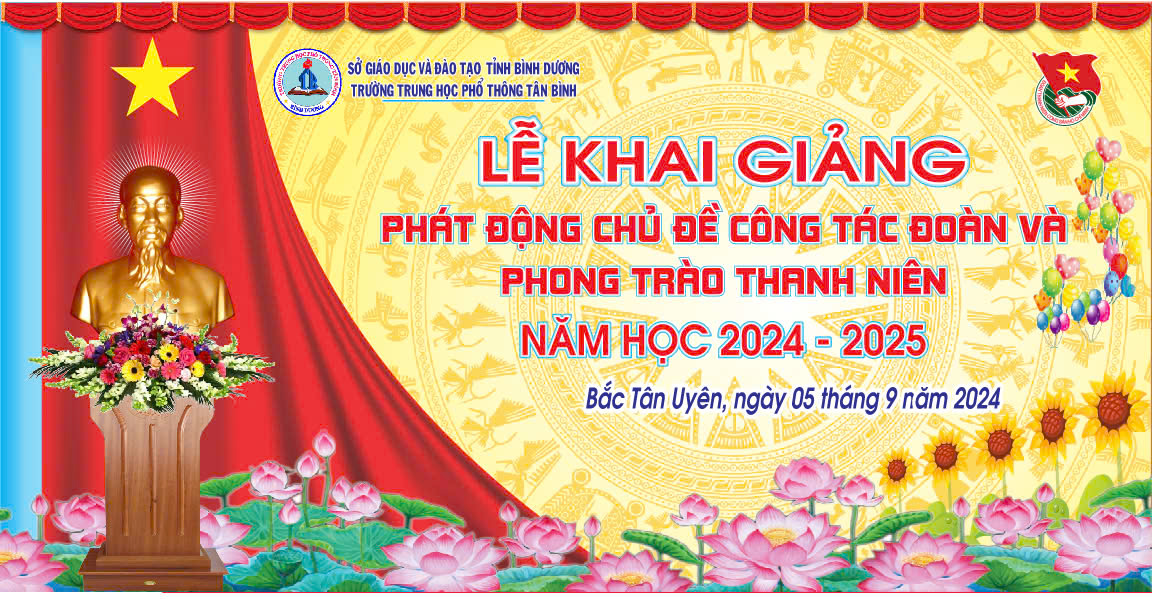 SỞ GIÁO DỤC VÀ ĐÀO TẠO TỈNH BÌNH DƯƠNG
TRƯỜNG TRUNG HỌC PHỔ THÔNG TÂN BÌNH
BÌNH DƯƠNG
LỄ KHAI GIẢNG
PHÁT ĐỘNG CHỦ ĐỀ CÔNG TÁC ĐOÀN VÀ
PHONG TRÀO THANH NIÊN
NĂM HỌC 2024 - 2025
Bắc Tân Uyên, ngày 05 tháng 9 năm 2024